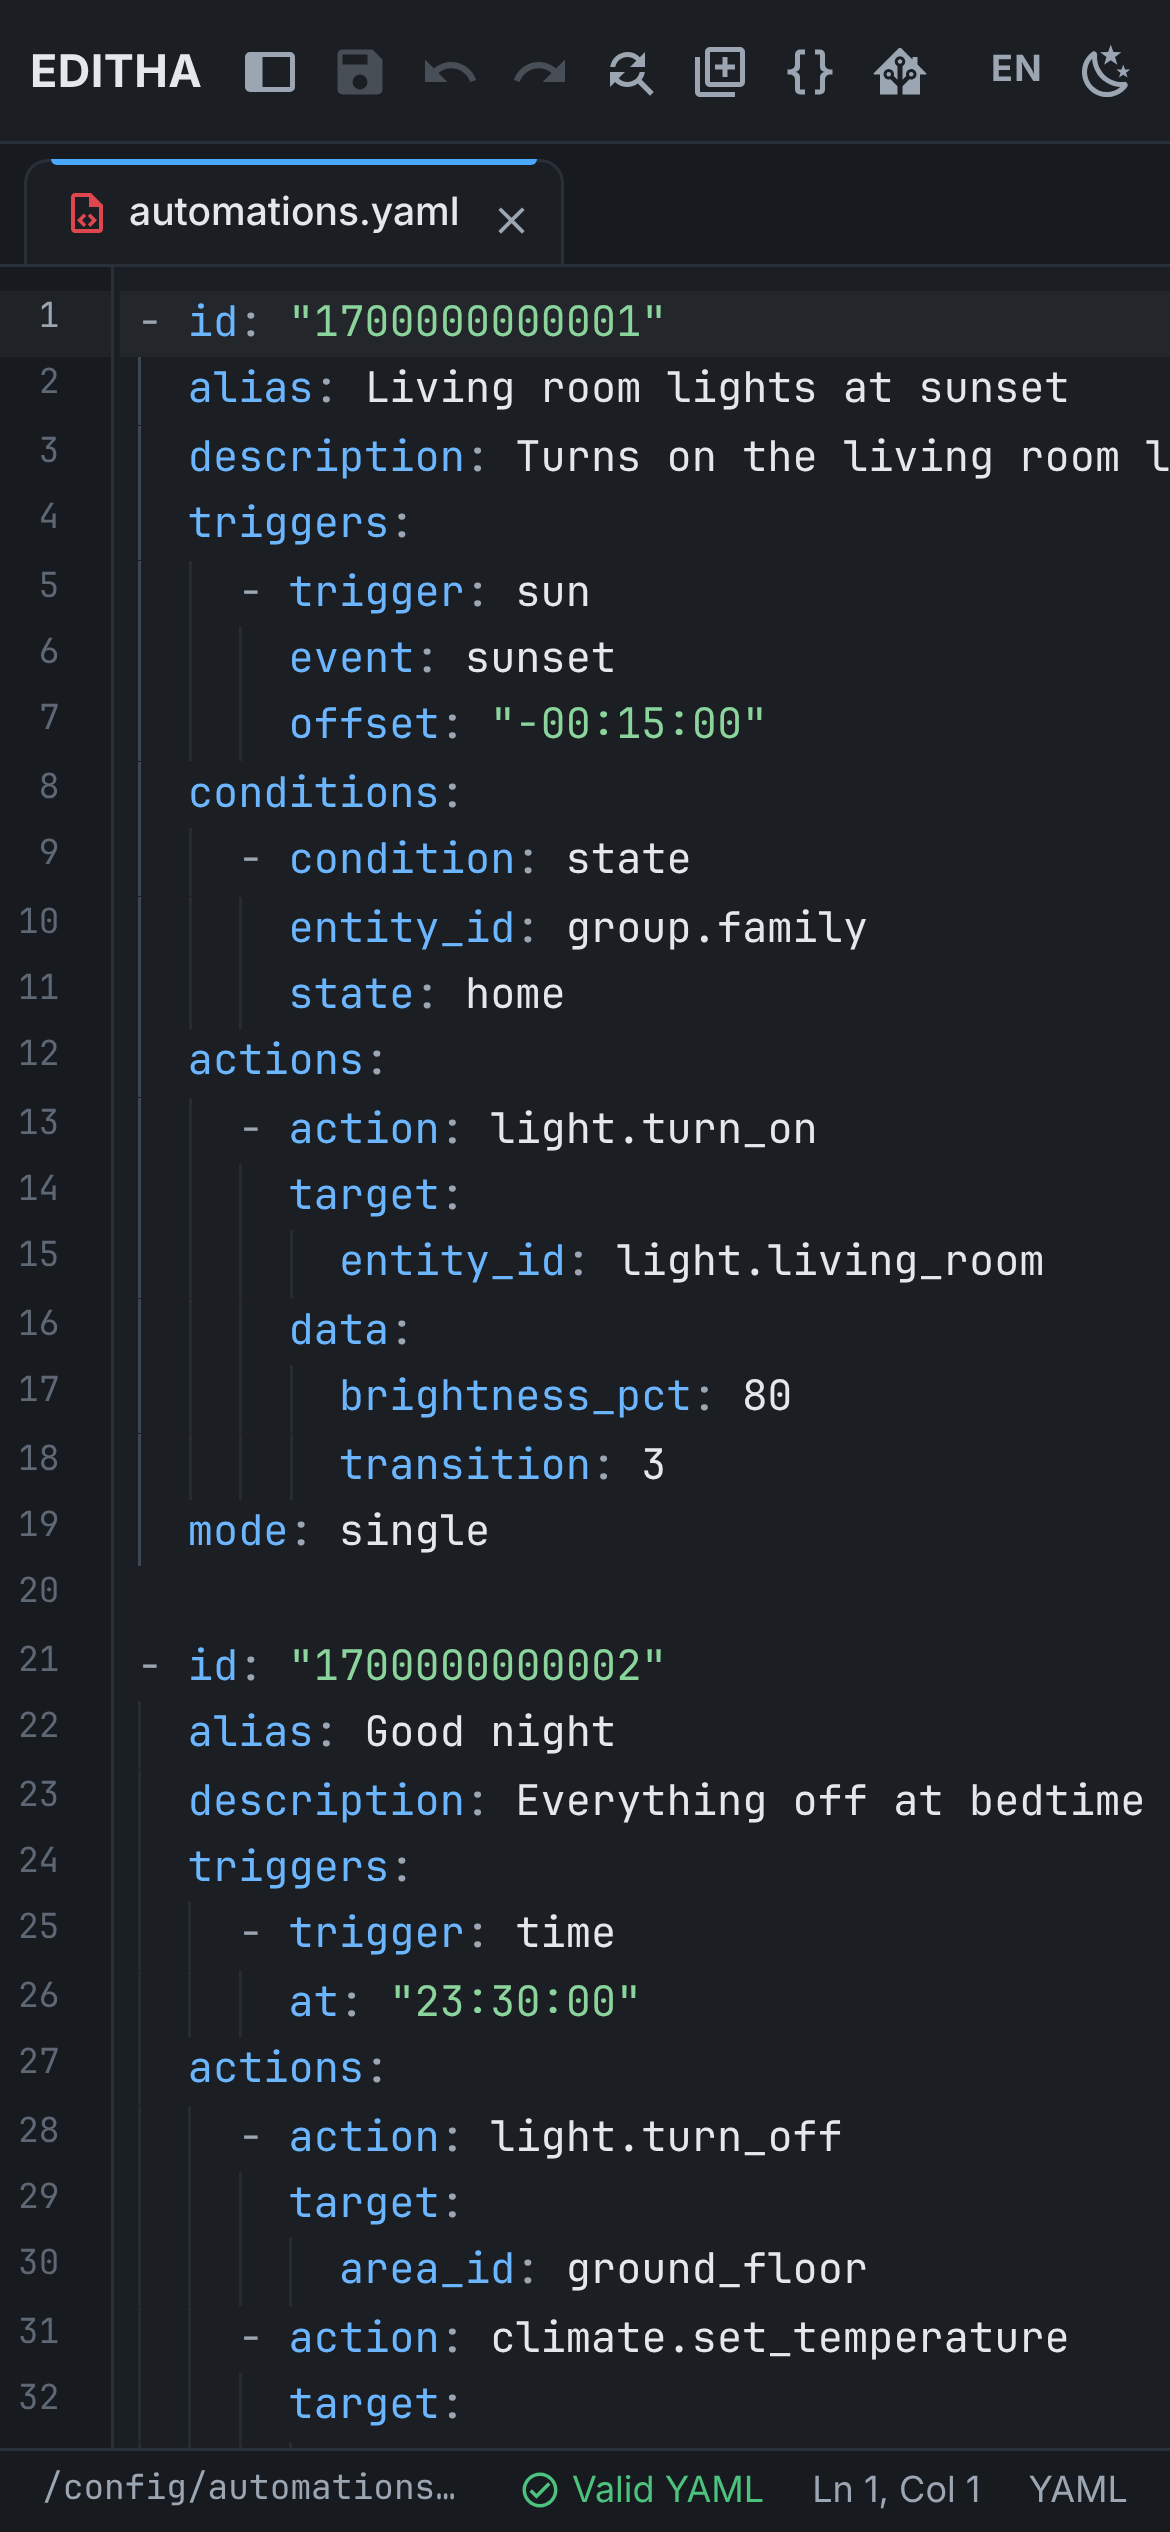 EDITHA EN
automations.yaml
1 - id: "1700000000001"
2 alias: Living room lights at sunset
3 description: Turns on the living room l
4 triggers:
5 - trigger: sun
6 event: sunset
7 offset: "-00:15:00"
8 conditions:
9 - condition: state
10 entity_id: group.family
11 state: home
12 actions:
13 - action: light.turn_on
14 target:
15 entity_id: light.living_room
16 data:
17 brightness_pct: 80
18 transition: 3
19 mode: single
20
21 - id: "1700000000002"
22 alias: Good night
23 description: Everything off at bedtime
24 triggers:
25 - trigger: time
26 at: "23:30:00"
27 actions:
28 - action: light.turn_off
29 target:
30 area_id: ground_floor
31 - action: climate.set_temperature
32 target:
/config/automations… Valid YAML Ln 1, Col 1 YAML